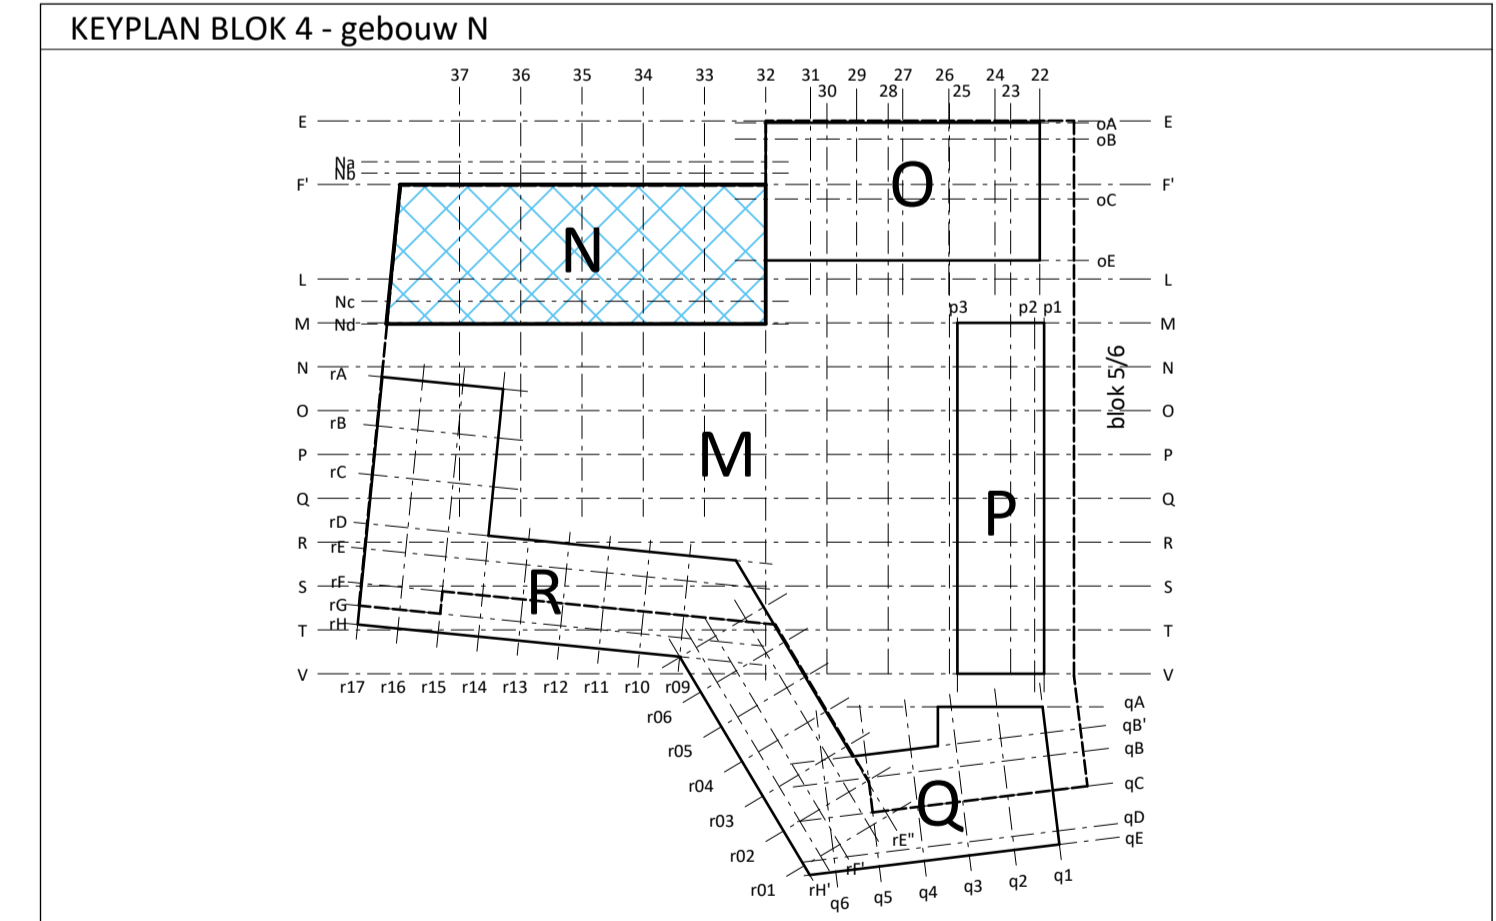 KEYPLAN BLOK 4 - gebouw N
37 36 35 34 33 32 31 29 27 26 24 22
30 28 25 23
E oA E
oB
Na
Nb
F' O F'
oC
N
oE
L L
Nc
p3 p2 p1
M Nd M
blok 5/6
N N
rA
O O
rB
M
P P
rC
Q Q
P
rD
R R
rE
rF R
S S
rG
rH
T T
V V
r17 r16 r15 r14 r13 r12 r11 r10 r09
qA
r06
qB'
r05
qB
r04
qC
Q
r03
qD
rE"
qE
r02
rF'
r01 rH'
q6 q5 q4 q3 q2 q1